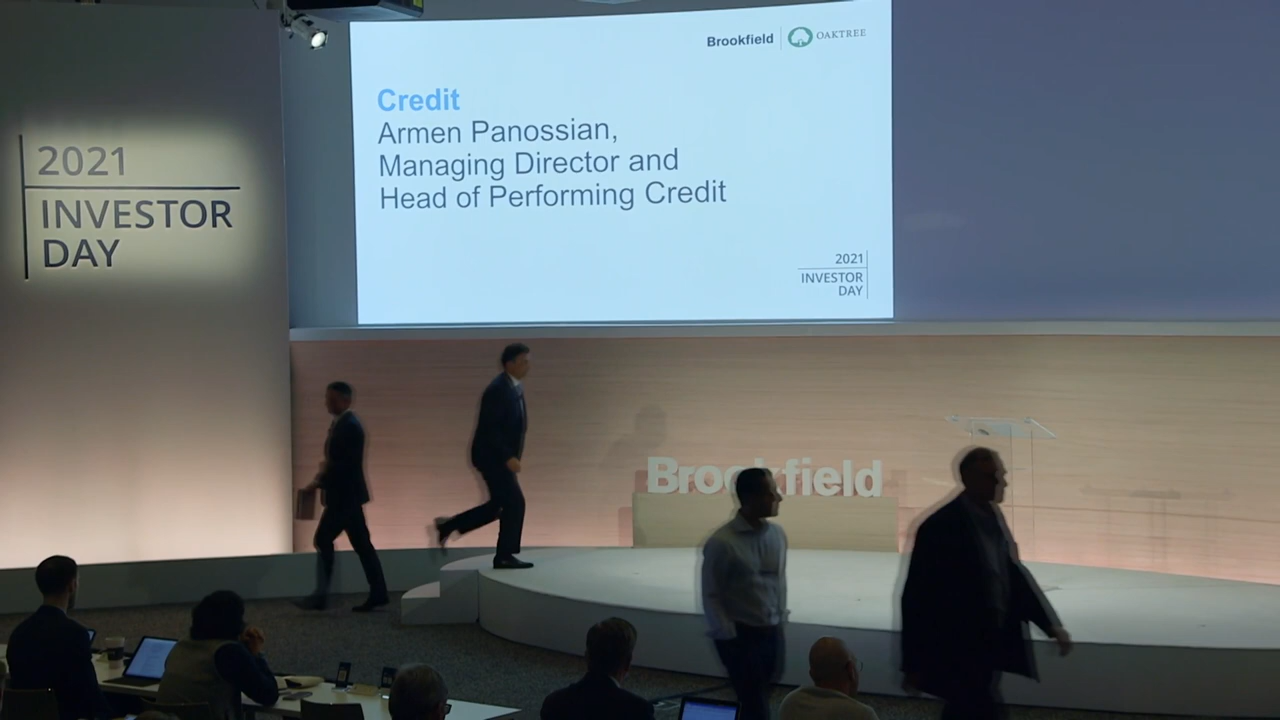 2021
INVESTOR
DAY
Brookfield
OAKTREE
Credit
Armen Panossian,
Managing Director and
Head of Performing Credit
2021
INVESTOR
DAY
Brookfield